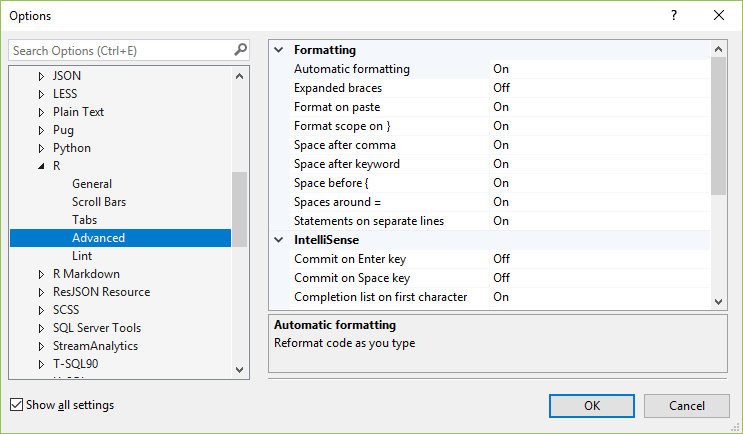 Options
?
Search Options (Ctrl+E)
JSON
LESS
Plain Text
Pug
Python
R
General
Scroll Bars
Tabs
Advanced
Lint
R Markdown
ResJSON Resource
SCSS
SQL Server Tools
StreamAnalytics
T-SQL90
Formatting
Automatic formatting On
Expanded braces Off
Format on paste On
Format scope on } On
Space after comma On
Space after keyword On
Space before { On
Spaces around = On
Statements on separate lines On
IntelliSense
Commit on Enter key Off
Commit on Space key Off
Completion list on first character On
Automatic formatting
Reformat code as you type
Show all settings
OK Cancel